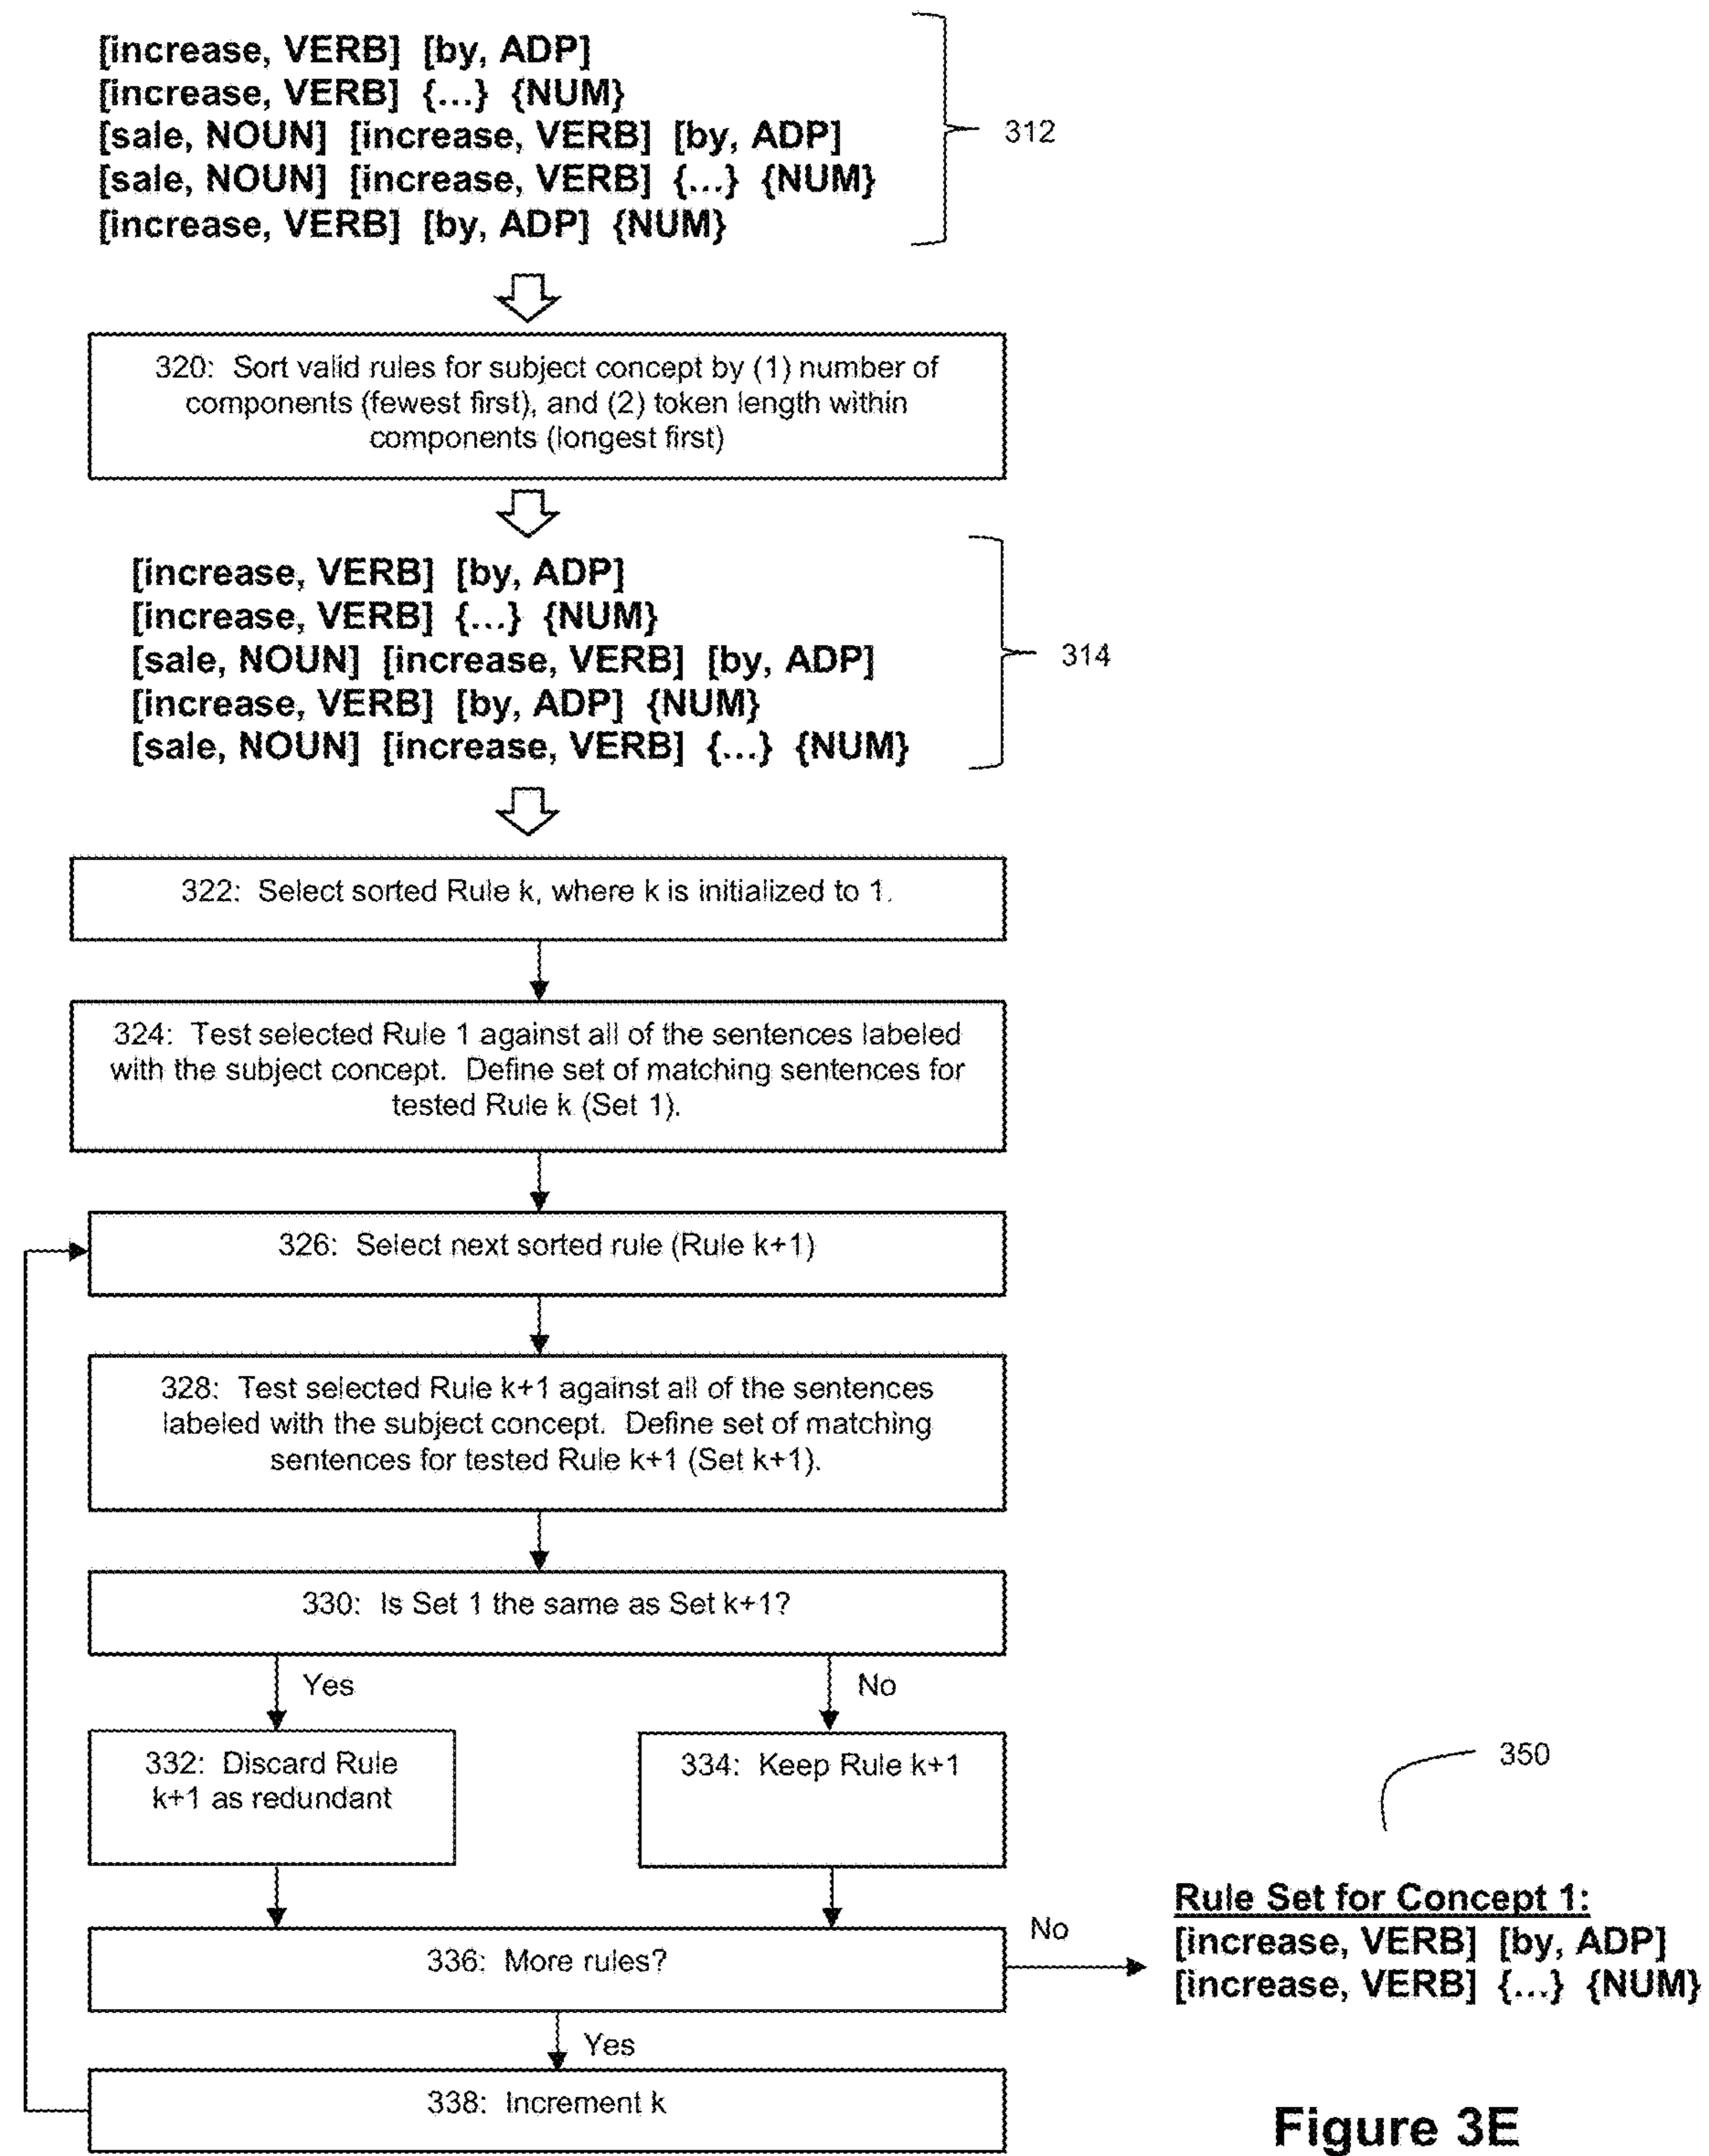 [increase, VERB] [by, ADP]
[increase, VERB] {...} {NUM}
[sale, NOUN] [increase, VERB] [by, ADP]
[sale, NOUN] [increase, VERB] {...} {NUM}
[increase, VERB] [by, ADP] {NUM}
312
320: Sort valid rules for subject concept by (1) number of
components (fewest first), and (2) token length within
components (longest first)
[increase, VERB] [by, ADP]
[increase, VERB] {...} {NUM}
[sale, NOUN] [increase, VERB] [by, ADP]
[increase, VERB] [by, ADP] {NUM}
[sale, NOUN] [increase, VERB] {...} {NUM}
314
322: Select sorted Rule k, where k is initialized to 1.
324: Test selected Rule 1 against all of the sentences labeled
with the subject concept. Define set of matching sentences for
tested Rule k (Set 1).
326: Select next sorted rule (Rule k+1)
328: Test selected Rule k+1 against all of the sentences
labeled with the subject concept. Define set of matching
sentences for tested Rule k+1 (Set k+1).
330: Is Set 1 the same as Set k+1?
Yes
No
332: Discard Rule
k+1 as redundant
334: Keep Rule k+1
336: More rules?
No
Yes
338: Increment k
350
Rule Set for Concept 1:
[increase, VERB] [by, ADP]
[increase, VERB] {...} {NUM}
Figure 3E